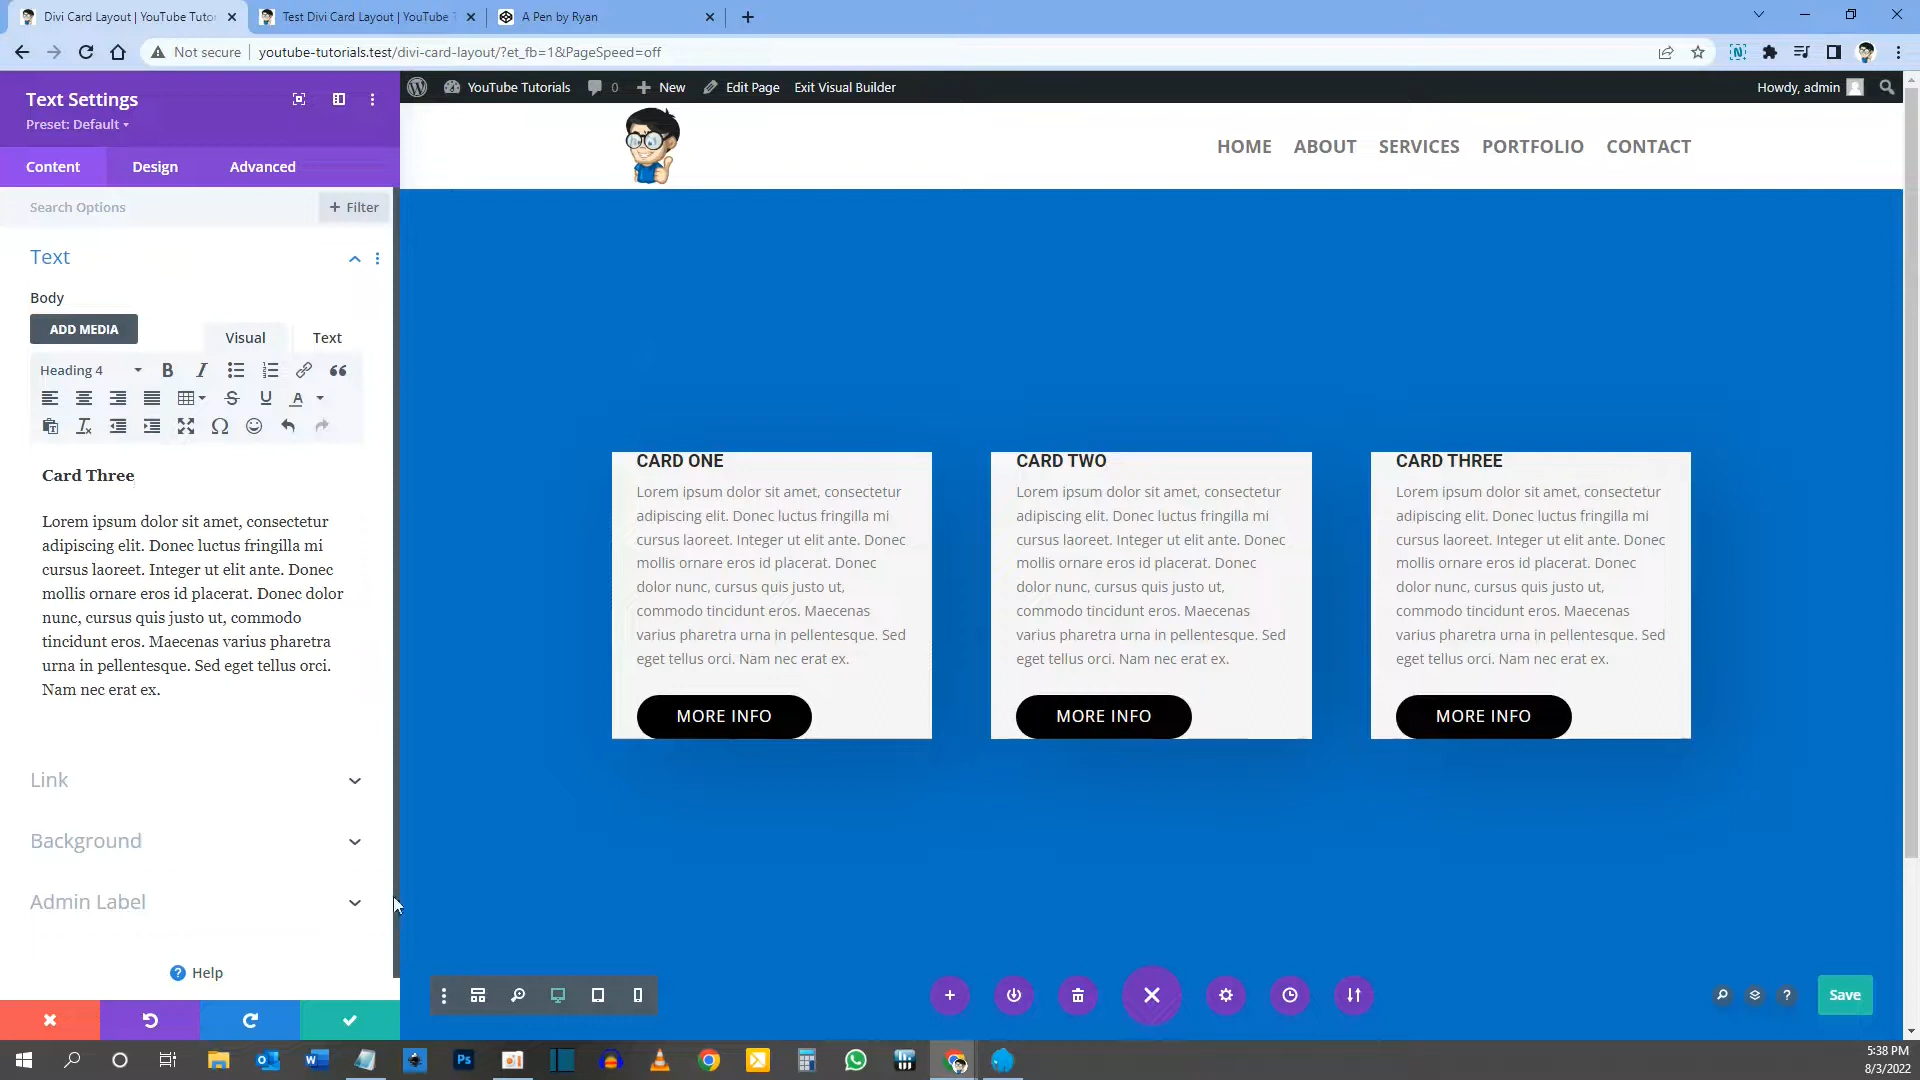 Divi Card Layout | YouTube Tutor
Test Divi Card Layout | YouTube T
A Pen by Ryan
Not secure
youtube-tutorials.test/divi-card-layout/?et_fb=1&PageSpeed=off
Text Settings
Preset: Default
Content
Design
Advanced
Search Options
+ Filter
Text
Body
ADD MEDIA
Visual
Text
Heading 4
Card Three
Lorem ipsum dolor sit amet, consectetur
adipiscing elit. Donec luctus fringilla mi
cursus laoreet. Integer ut elit ante. Donec
mollis ornare eros id placerat. Donec dolor
nunc, cursus quis justo ut, commodo
tincidunt eros. Maecenas varius pharetra
urna in pellentesque. Sed eget tellus orci.
Nam nec erat ex.
Link
Background
Admin Label
Help
YouTube Tutorials
0
New
Edit Page
Exit Visual Builder
Howdy, admin
HOME
ABOUT
SERVICES
PORTFOLIO
CONTACT
CARD ONE
Lorem ipsum dolor sit amet, consectetur
adipiscing elit. Donec luctus fringilla mi
cursus laoreet. Integer ut elit ante. Donec
mollis ornare eros id placerat. Donec
dolor nunc, cursus quis justo ut,
commodo tincidunt eros. Maecenas
varius pharetra urna in pellentesque. Sed
eget tellus orci. Nam nec erat ex.
MORE INFO
CARD TWO
Lorem ipsum dolor sit amet, consectetur
adipiscing elit. Donec luctus fringilla mi
cursus laoreet. Integer ut elit ante. Donec
mollis ornare eros id placerat. Donec
dolor nunc, cursus quis justo ut,
commodo tincidunt eros. Maecenas
varius pharetra urna in pellentesque. Sed
eget tellus orci. Nam nec erat ex.
MORE INFO
CARD THREE
Lorem ipsum dolor sit amet, consectetur
adipiscing elit. Donec luctus fringilla mi
cursus laoreet. Integer ut elit ante. Donec
mollis ornare eros id placerat. Donec
dolor nunc, cursus quis justo ut,
commodo tincidunt eros. Maecenas
varius pharetra urna in pellentesque. Sed
eget tellus orci. Nam nec erat ex.
MORE INFO
Save
5:38 PM
8/3/2022